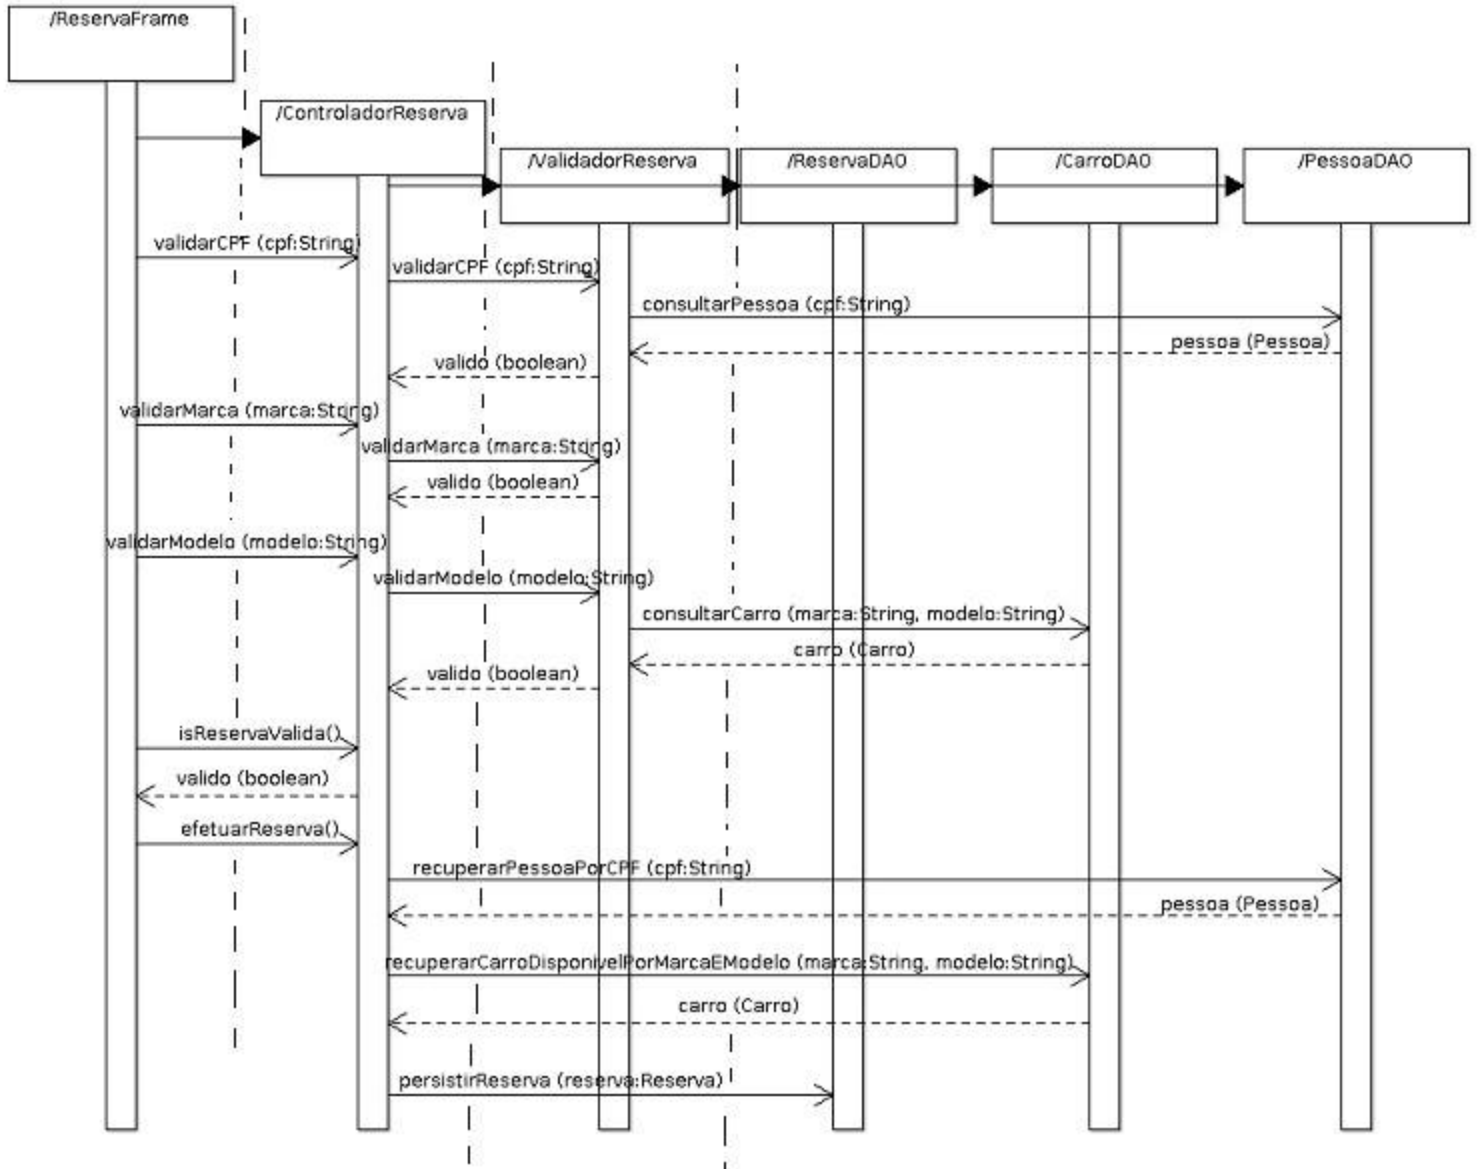 /ReservaFrame
/ControladorReserva
/ValidadorReserva
/ReservaDAO
/CarroDAO
/PessoaDAO
validarCPF (cpf:String)
validarCPF (cpf:String)
consultarPessoa (cpf:String)
pessoa (Pessoa)
valido (boolean)
validarMarca (marca:String)
validarMarca (marca:String)
valido (boolean)
validarModelo (modelo:String)
validarModelo (modelo:String)
consultarCarro (marca:String, modelo:String)
carro (Carro)
valido (boolean)
isReservaValida()
valido (boolean)
efetuarReserva()
recuperarPessoaPorCPF (cpf:String)
pessoa (Pessoa)
recuperarCarroDisponivelPorMarcaEModelo (marca:String, modelo:String)
carro (Carro)
persistirReserva (reserva:Reserva)